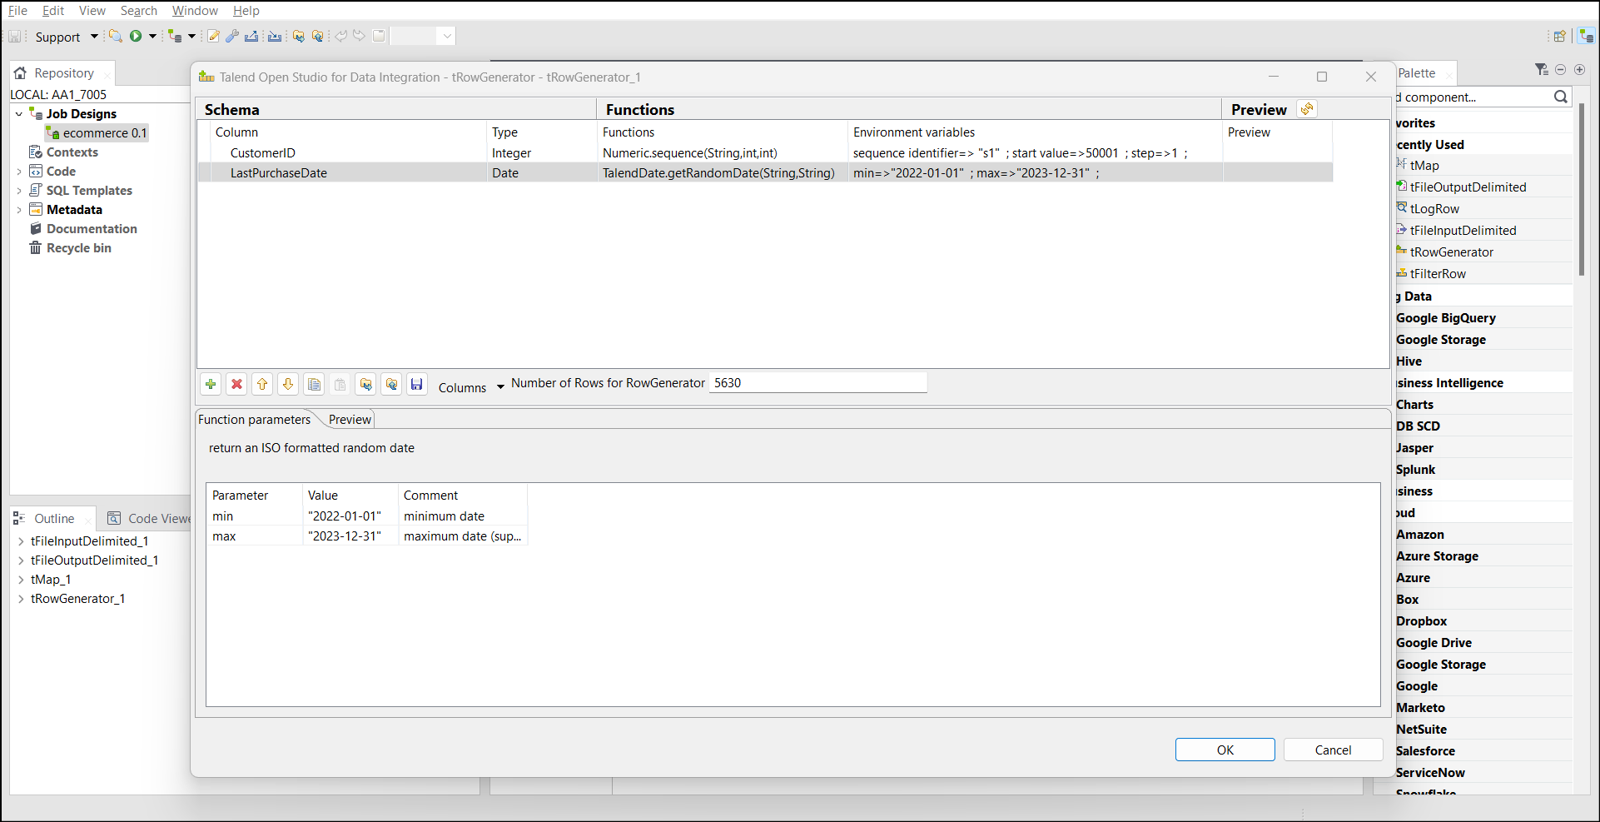 File Edit View Search Window Help
Support
Repository
LOCAL: AA1_7005
Job Designs
ecommerce 0.1
Contexts
Code
SQL Templates
Metadata
Documentation
Recycle bin
Outline Code Viewe
tFileInputDelimited_1
tFileOutputDelimited_1
tMap_1
tRowGenerator_1
Talend Open Studio for Data Integration - tRowGenerator - tRowGenerator_1
Schema Functions Preview
Column Type Functions Environment variables Preview
CustomerID Integer Numeric.sequence(String,int,int) sequence identifier=> "s1" ; start value=>50001 ; step=>1 ;
LastPurchaseDate Date TalendDate.getRandomDate(String,String) min=>"2022-01-01" ; max=>"2023-12-31" ;
Columns Number of Rows for RowGenerator 5630
Function parameters Preview
return an ISO formatted random date
Parameter Value Comment
min "2022-01-01" minimum date
max "2023-12-31" maximum date (sup...
OK Cancel
Palette
d component...
vorites
cently Used
tMap
tFileOutputDelimited
tLogRow
tFileInputDelimited
tRowGenerator
tFilterRow
g Data
Google BigQuery
Google Storage
Hive
siness Intelligence
Charts
DB SCD
Jasper
Splunk
siness
oud
Amazon
Azure Storage
Azure
Box
Dropbox
Google Drive
Google Storage
Google
Marketo
NetSuite
Salesforce
ServiceNow
Snowflake